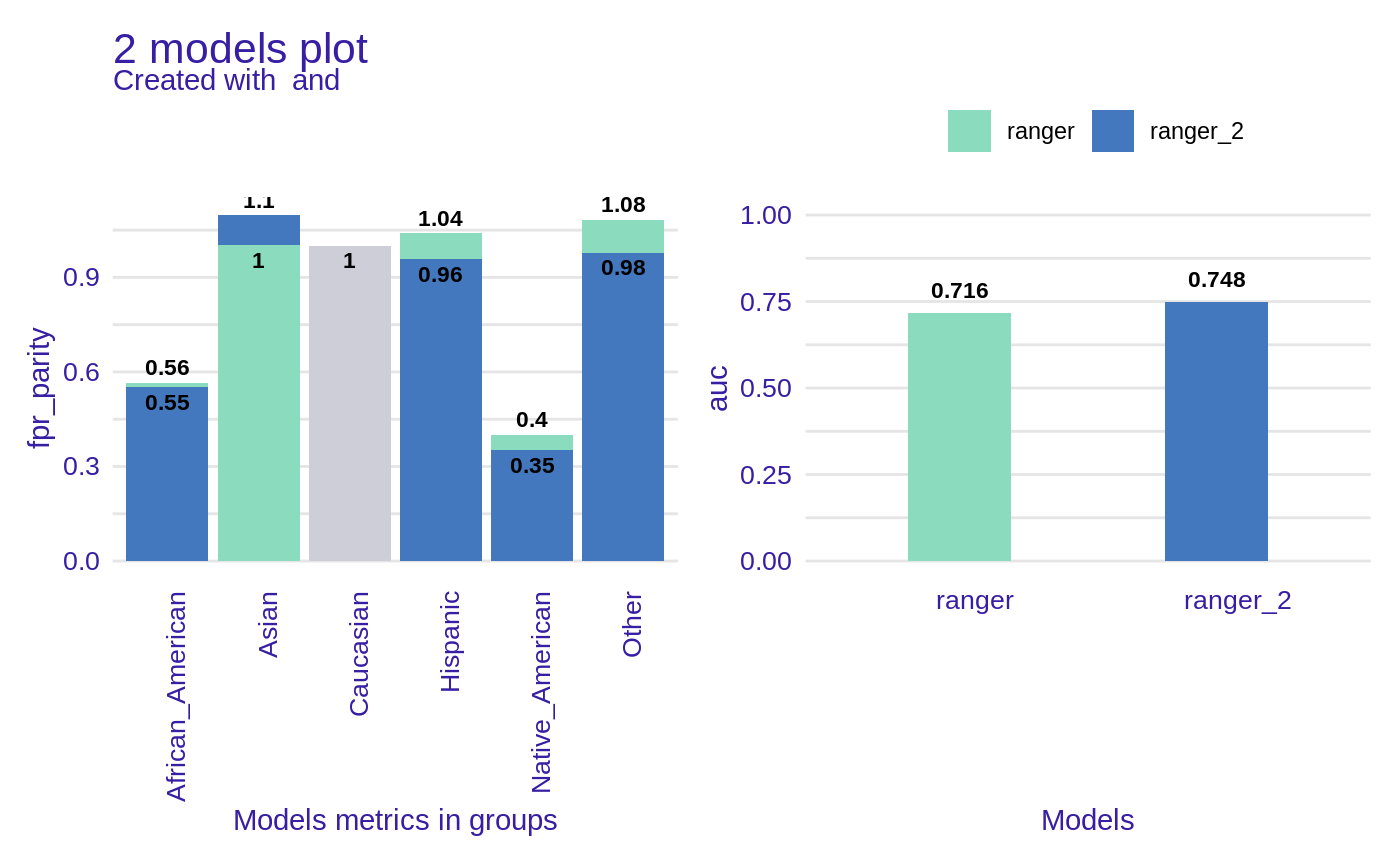 2 models plot
Created with  and
ranger
ranger_2
1.1
1
1
1.04
0.96
1.08
0.98
0.56
0.55
0.4
0.35
fpr_parity
0.9
0.6
0.3
0.0
African_American
Asian
Caucasian
Hispanic
Native_American
Other
Models metrics in groups
auc
1.00
0.75
0.50
0.25
0.00
0.716
0.748
ranger
ranger_2
Models